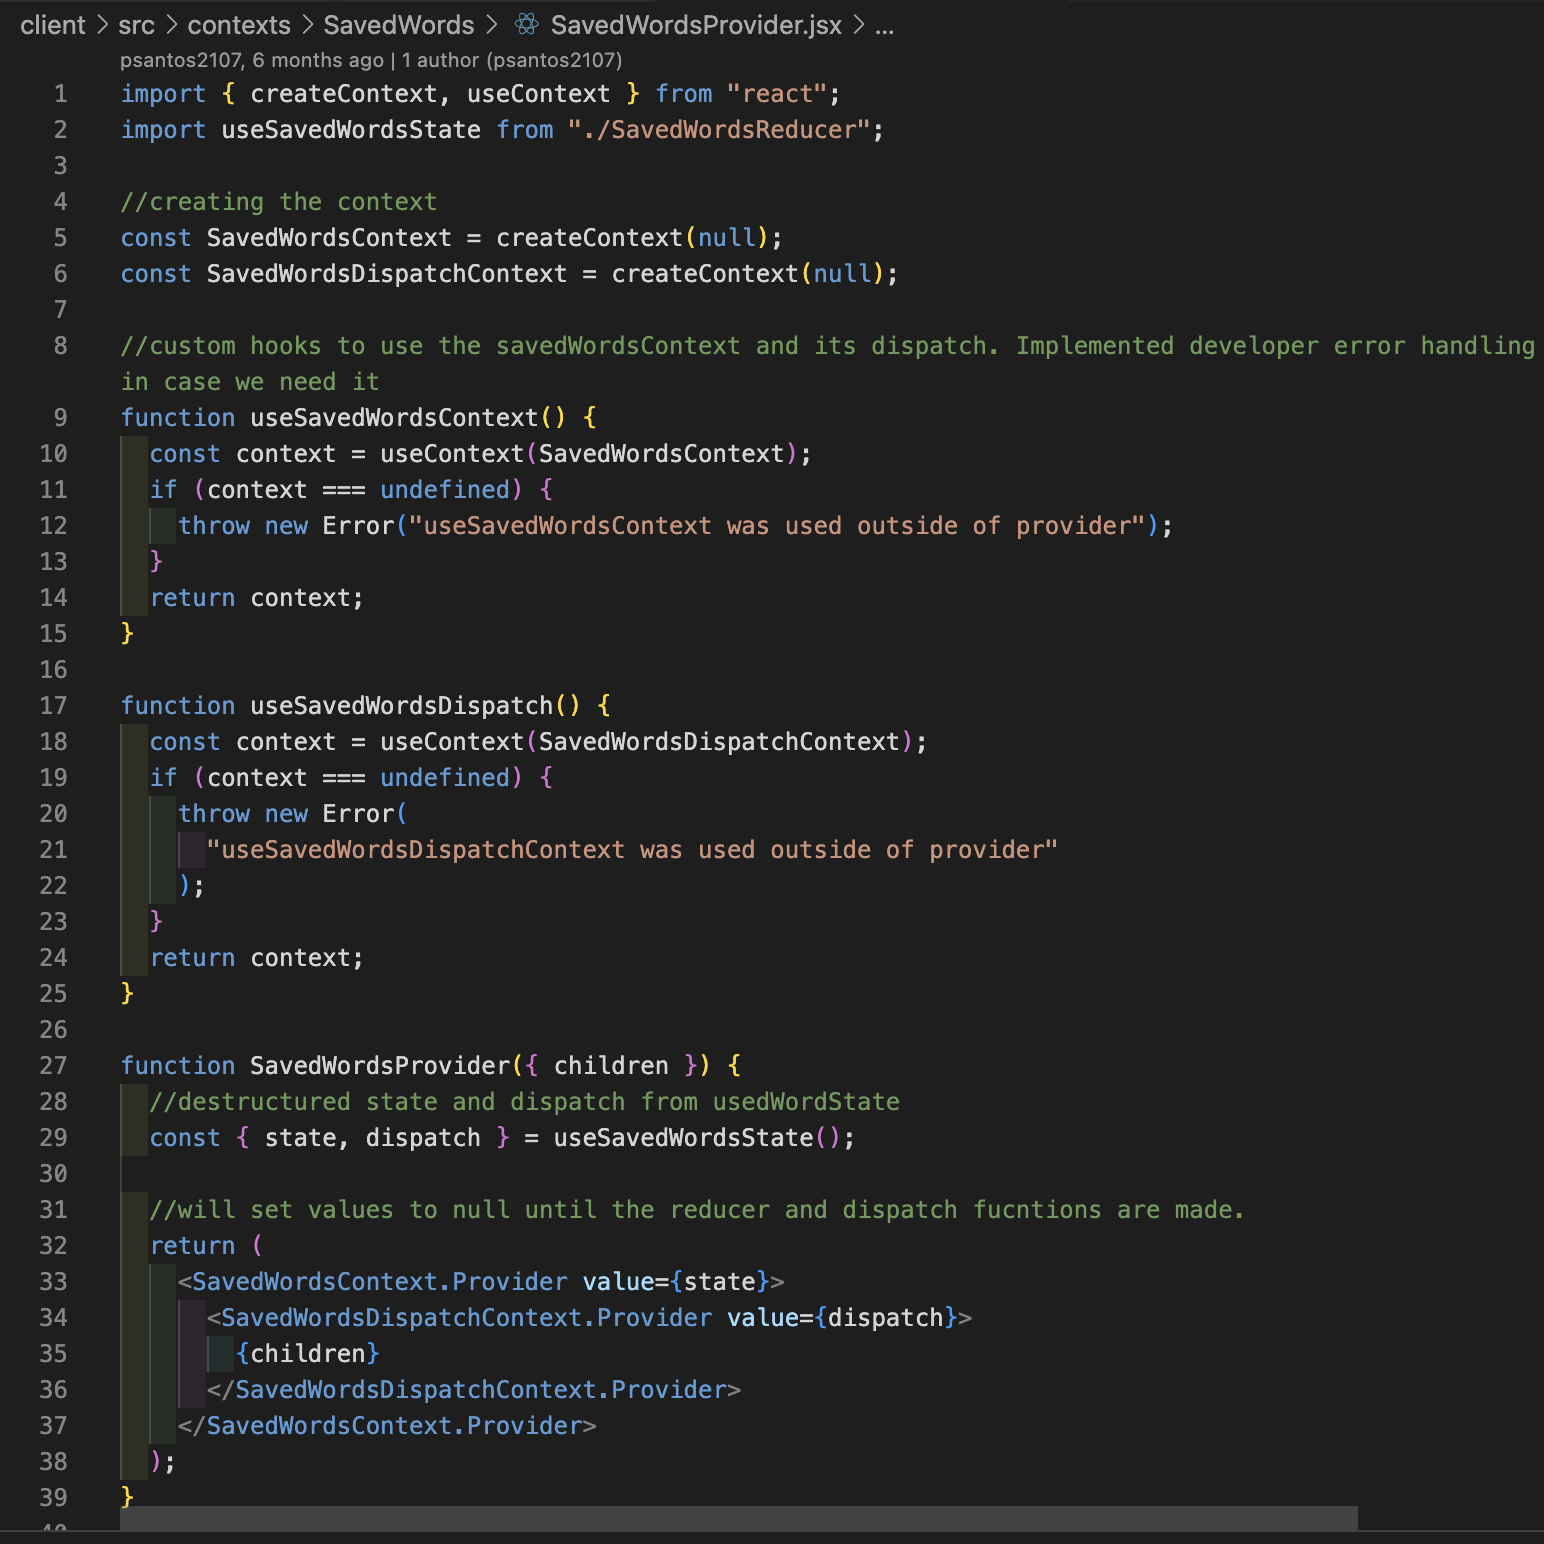 client > src > contexts > SavedWords > SavedWordsProvider.jsx > ...
psantos2107, 6 months ago | 1 author (psantos2107)
1 import { createContext, useContext } from "react";
2 import useSavedWordsState from "./SavedWordsReducer";
3
4 //creating the context
5 const SavedWordsContext = createContext(null);
6 const SavedWordsDispatchContext = createContext(null);
7
8 //custom hooks to use the savedWordsContext and its dispatch. Implemented developer error handling
in case we need it
9 function useSavedWordsContext() {
10   const context = useContext(SavedWordsContext);
11   if (context === undefined) {
12     throw new Error("useSavedWordsContext was used outside of provider");
13   }
14   return context;
15 }
16
17 function useSavedWordsDispatch() {
18   const context = useContext(SavedWordsDispatchContext);
19   if (context === undefined) {
20     throw new Error(
21       "useSavedWordsDispatchContext was used outside of provider"
22     );
23   }
24   return context;
25 }
26
27 function SavedWordsProvider({ children }) {
28   //destructured state and dispatch from usedWordState
29   const { state, dispatch } = useSavedWordsState();
30
31   //will set values to null until the reducer and dispatch fucntions are made.
32   return (
33     <SavedWordsContext.Provider value={state}>
34       <SavedWordsDispatchContext.Provider value={dispatch}>
35         {children}
36       </SavedWordsDispatchContext.Provider>
37     </SavedWordsContext.Provider>
38   );
39 }
40